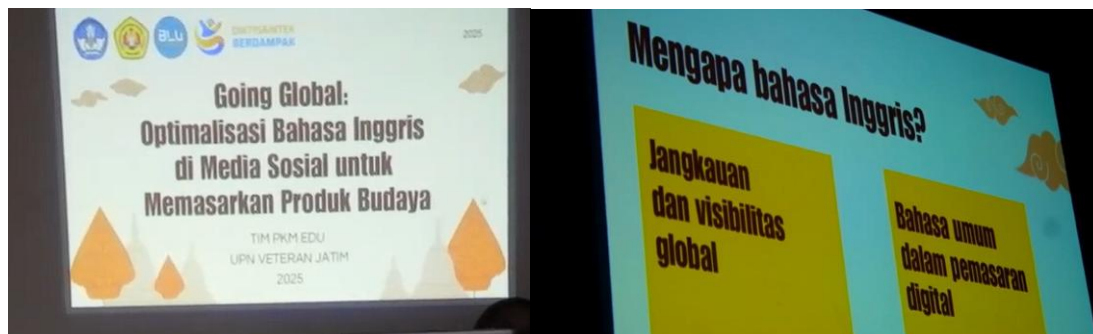 BLU
DIKTISAINTEK
BERDAMPAK
2025
Going Global:
Optimalisasi Bahasa Inggris
di Media Sosial untuk
Memasarkan Produk Budaya
TIM PKM EDU
UPN VETERAN JATIM
2025
Mengapa bahasa Inggris?
Jangkauan
dan visibilitas
global
Bahasa umum
dalam pemasaran
digital